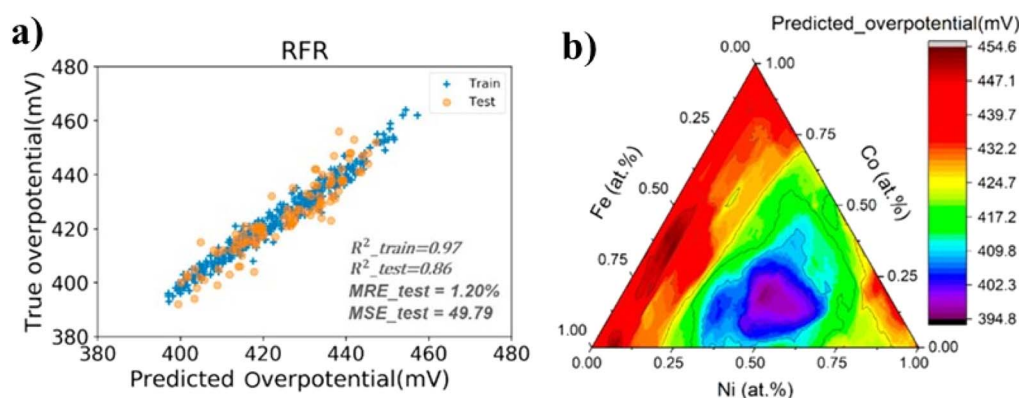 a)
RFR
True overpotential(mV)
480
460
440
420
400
380
Train
Test
R²_train=0.97
R²_test=0.86
MRE_test = 1.20%
MSE_test = 49.79
380 400 420 440 460 480
Predicted Overpotential(mV)
b)
Predicted_overpotential(mV)
0.00
1.00
454.6
447.1
439.7
432.2
424.7
417.2
409.8
402.3
394.8
0.25
0.75
Fe (at.%)
Co (at.%)
0.50
0.50
0.75
0.25
1.00
0.00
0.00 0.25 0.50 0.75 1.00
Ni (at.%)